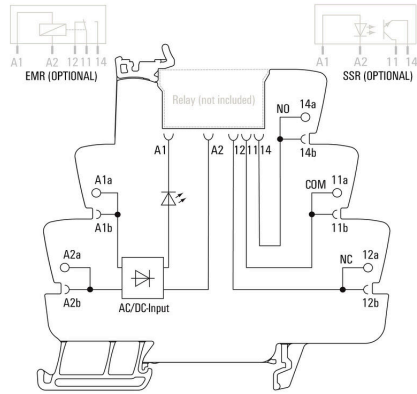 A1 A2 12 11 14
EMR (OPTIONAL)
A1 A2 11 14
SSR (OPTIONAL)
Relay (not included)
NO 14a
A1 A2 12 11 14
14b
A1a
COM 11a
A1b
11b
A2a
NC 12a
A2b
12b
AC/DC-Input